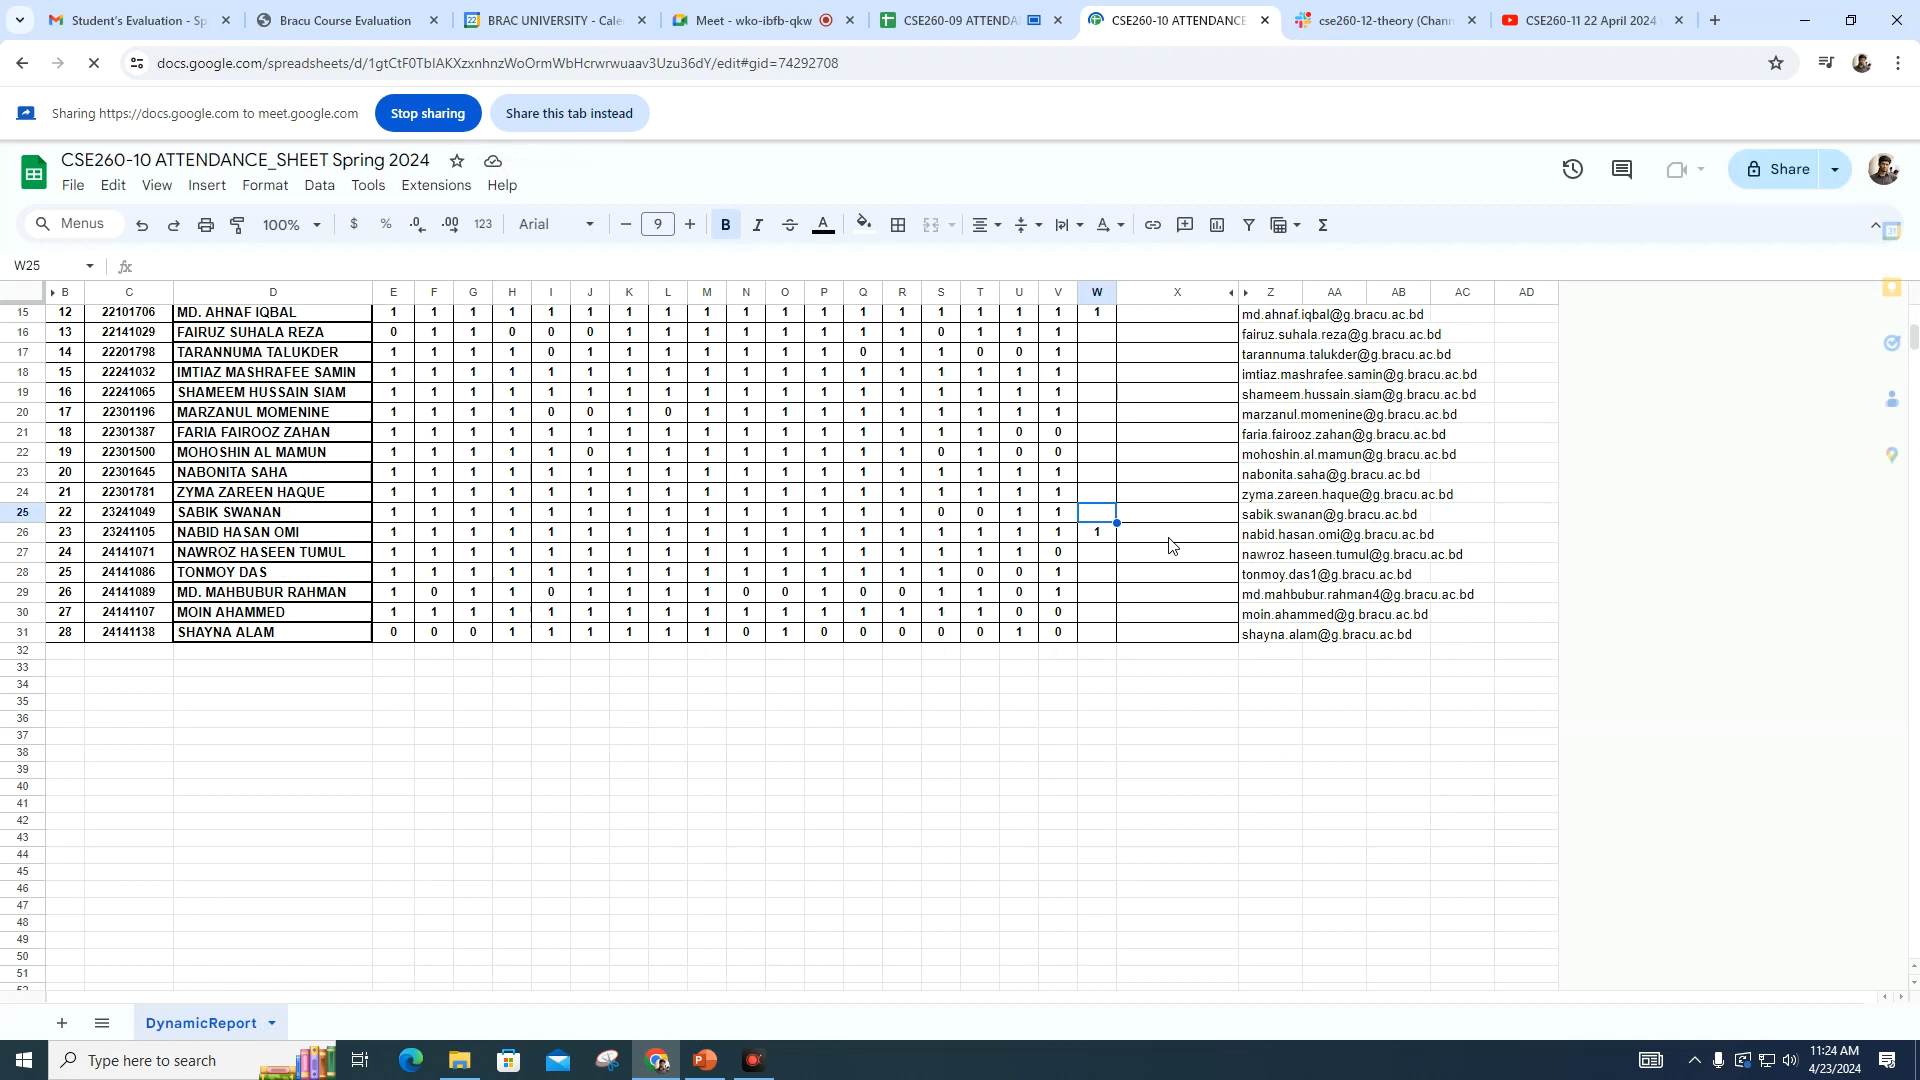 Student's Evaluation - Sp
Bracu Course Evaluation
BRAC UNIVERSITY - Cale
Meet - wko-ibfb-qkw
CSE260-09 ATTENDA
CSE260-10 ATTENDANCE
cse260-12-theory (Chann
CSE260-11 22 April 2024
docs.google.com/spreadsheets/d/1gtCtF0TblAKXzxnhnzWoOrmWbHcrwrwuaav3Uzu36dY/edit#gid=74292708
Sharing https://docs.google.com to meet.google.com
Stop sharing
Share this tab instead
CSE260-10 ATTENDANCE_SHEET Spring 2024
File Edit View Insert Format Data Tools Extensions Help
Share
Menus 100% $ % .0 .00 123 Arial 9 B I A
W25 fx
B C D E F G H I J K L M N O P Q R S T U V W X Z AA AB AC AD
15 12 22101706 MD. AHNAF IQBAL 1 1 1 1 1 1 1 1 1 1 1 1 1 1 1 1 1 1 1 md.ahnaf.iqbal@g.bracu.ac.bd
16 13 22141029 FAIRUZ SUHALA REZA 0 1 1 0 0 0 1 1 1 1 1 1 1 1 0 1 1 1 fairuz.suhala.reza@g.bracu.ac.bd
17 14 22201798 TARANNUMA TALUKDER 1 1 1 1 0 1 1 1 1 1 1 1 0 1 1 0 0 1 tarannuma.talukder@g.bracu.ac.bd
18 15 22241032 IMTIAZ MASHRAFEE SAMIN 1 1 1 1 1 1 1 1 1 1 1 1 1 1 1 1 1 1 imtiaz.mashrafee.samin@g.bracu.ac.bd
19 16 22241065 SHAMEEM HUSSAIN SIAM 1 1 1 1 1 1 1 1 1 1 1 1 1 1 1 1 1 1 shameem.hussain.siam@g.bracu.ac.bd
20 17 22301196 MARZANUL MOMENINE 1 1 1 1 0 0 1 0 1 1 1 1 1 1 1 1 1 1 marzanul.momenine@g.bracu.ac.bd
21 18 22301387 FARIA FAIROOZ ZAHAN 1 1 1 1 1 1 1 1 1 1 1 1 1 1 1 1 0 0 faria.fairooz.zahan@g.bracu.ac.bd
22 19 22301500 MOHOSHIN AL MAMUN 1 1 1 1 1 0 1 1 1 1 1 1 1 1 0 1 0 0 mohoshin.al.mamun@g.bracu.ac.bd
23 20 22301645 NABONITA SAHA 1 1 1 1 1 1 1 1 1 1 1 1 1 1 1 1 1 1 nabonita.saha@g.bracu.ac.bd
24 21 22301781 ZYMA ZAREEN HAQUE 1 1 1 1 1 1 1 1 1 1 1 1 1 1 1 1 1 1 zyma.zareen.haque@g.bracu.ac.bd
25 22 23241049 SABIK SWANAN 1 1 1 1 1 1 1 1 1 1 1 1 1 1 0 0 1 1 sabik.swanan@g.bracu.ac.bd
26 23 23241105 NABID HASAN OMI 1 1 1 1 1 1 1 1 1 1 1 1 1 1 1 1 1 1 1 nabid.hasan.omi@g.bracu.ac.bd
27 24 24141071 NAWROZ HASEEN TUMUL 1 1 1 1 1 1 1 1 1 1 1 1 1 1 1 1 1 0 nawroz.haseen.tumul@g.bracu.ac.bd
28 25 24141086 TONMOY DAS 1 1 1 1 1 1 1 1 1 1 1 1 1 1 1 0 0 1 tonmoy.das1@g.bracu.ac.bd
29 26 24141089 MD. MAHBUBUR RAHMAN 1 0 1 1 0 1 1 1 1 0 0 1 0 0 1 1 0 1 md.mahbubur.rahman4@g.bracu.ac.bd
30 27 24141107 MOIN AHAMMED 1 1 1 1 1 1 1 1 1 1 1 1 1 1 1 1 0 0 moin.ahammed@g.bracu.ac.bd
31 28 24141138 SHAYNA ALAM 0 0 0 1 1 1 1 1 1 0 1 0 0 0 0 0 1 0 shayna.alam@g.bracu.ac.bd
32
33
34
35
36
37
38
39
40
41
42
43
44
45
46
47
48
49
50
51
52
DynamicReport
Type here to search
11:24 AM
4/23/2024